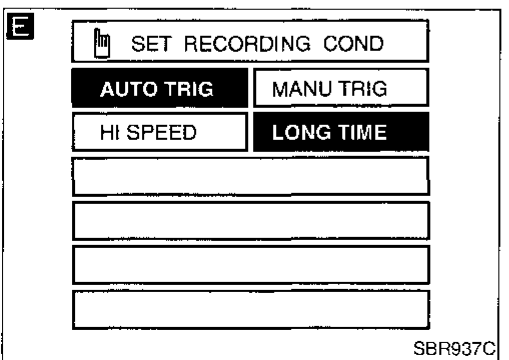 E
SET RECORDING COND
AUTO TRIG MANU TRIG
HI SPEED LONG TIME
SBR937C